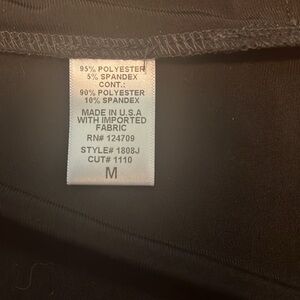 95% POLYESTER
5% SPANDEX
CONT.:
90% POLYESTER
10% SPANDEX
MADE IN U.S.A
WITH IMPORTED
FABRIC
RN# 124709
STYLE# 1808J
CUT# 1110
M